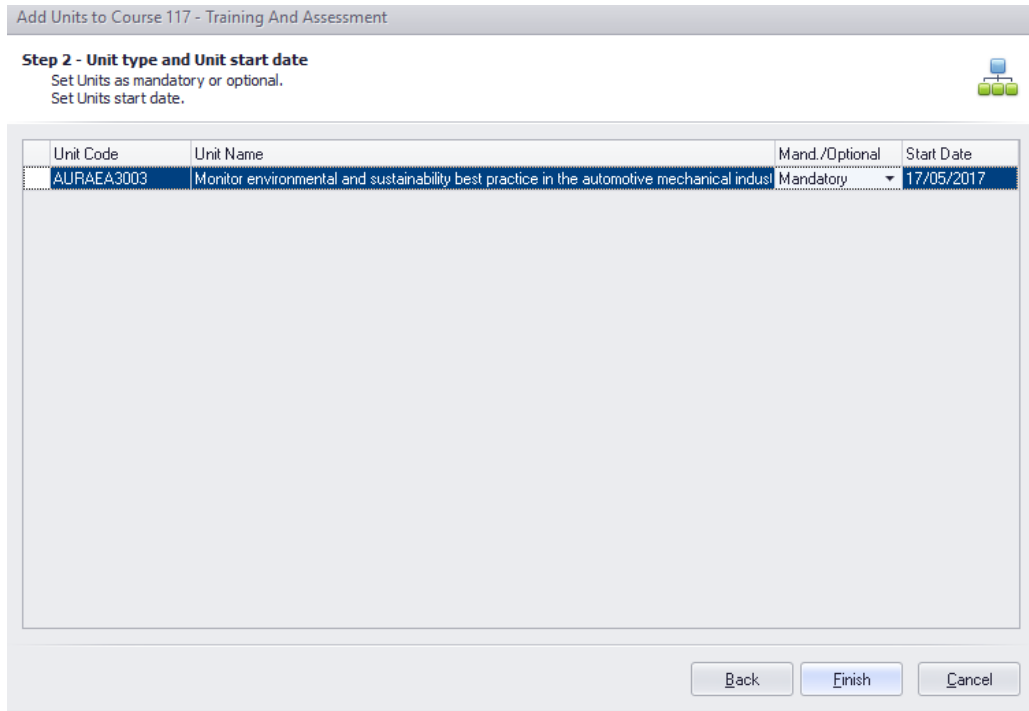 Add Units to Course 117 - Training And Assessment
Step 2 - Unit type and Unit start date
Set Units as mandatory or optional.
Set Units start date.
Unit Code Unit Name Mand./Optional Start Date
AURAEA3003 Monitor environmental and sustainability best practice in the automotive mechanical indust Mandatory 17/05/2017
Back Finish Cancel